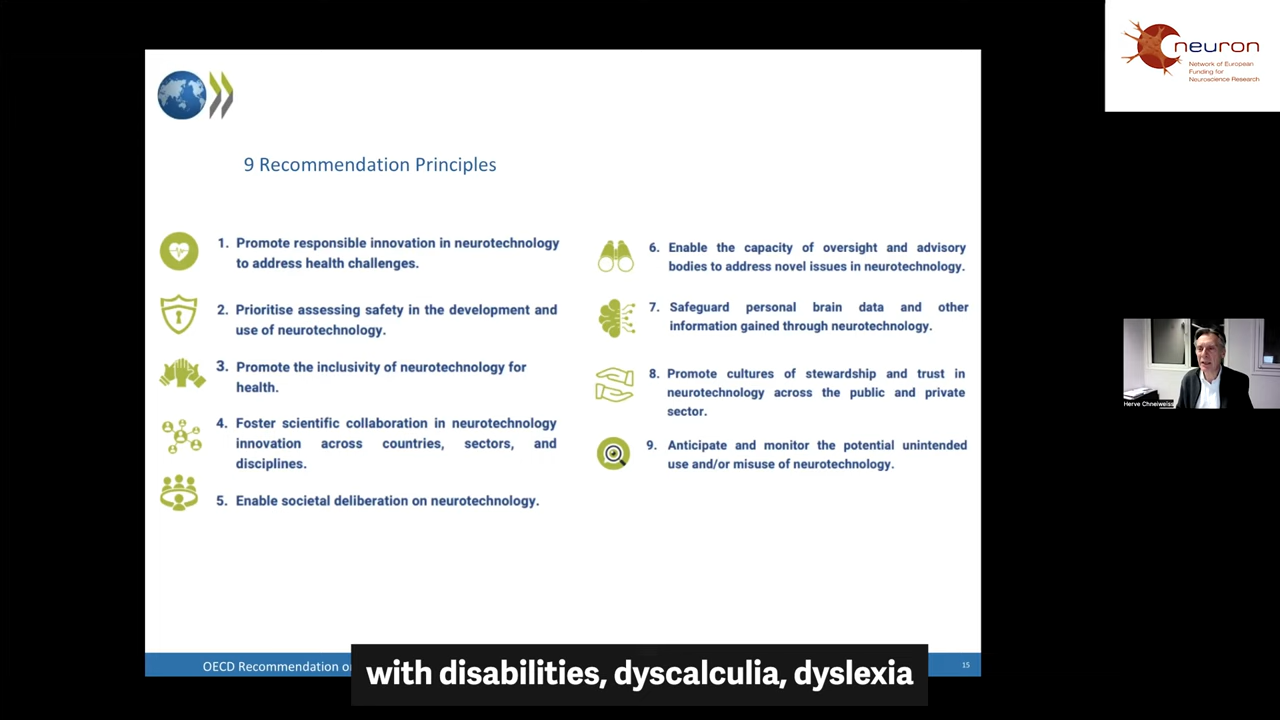 neuron
Network of European
Funding for
Neuroscience Research
9 Recommendation Principles
1. Promote responsible innovation in neurotechnology
to address health challenges.
2. Prioritise assessing safety in the development and
use of neurotechnology.
3. Promote the inclusivity of neurotechnology for
health.
4. Foster scientific collaboration in neurotechnology
innovation across countries, sectors, and
disciplines.
5. Enable societal deliberation on neurotechnology.
6. Enable the capacity of oversight and advisory
bodies to address novel issues in neurotechnology.
7. Safeguard personal brain data and other
information gained through neurotechnology.
8. Promote cultures of stewardship and trust in
neurotechnology across the public and private
sector.
9. Anticipate and monitor the potential unintended
use and/or misuse of neurotechnology.
Herve Chneiweiss
OECD Recommendation o
15
with disabilities, dyscalculia, dyslexia